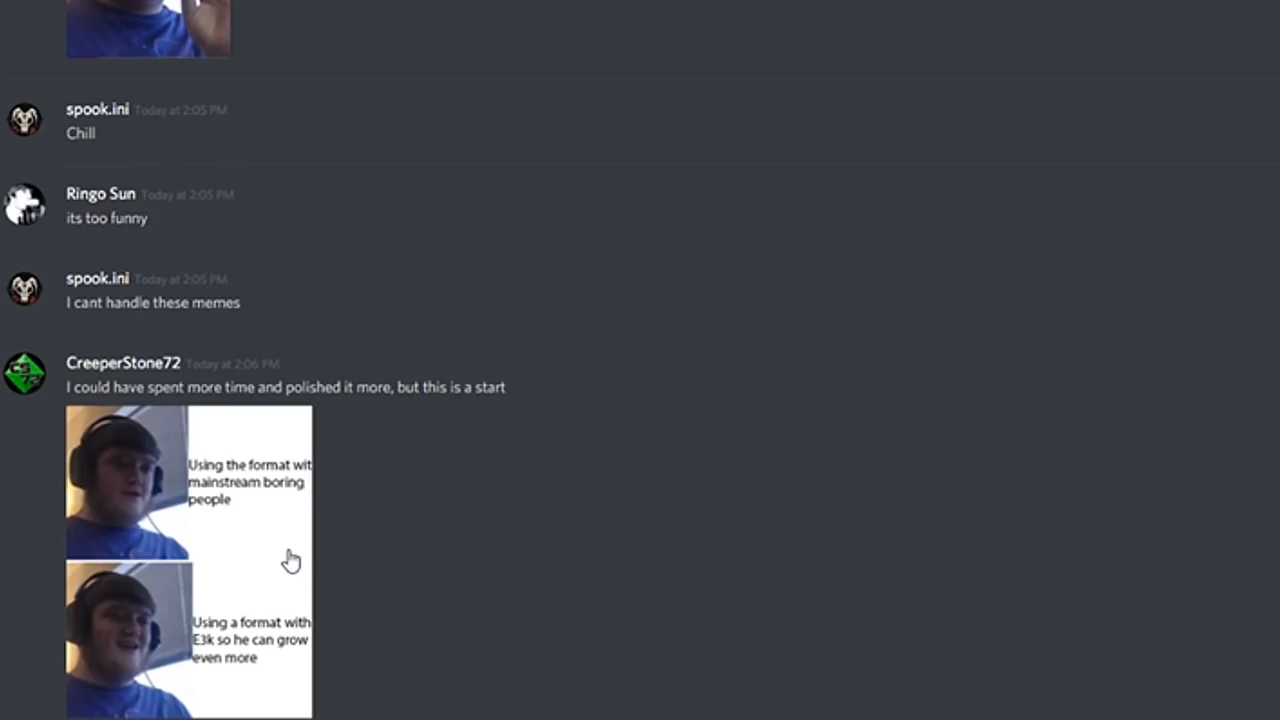 spook.ini Today at 2:05 PM
Chill
Ringo Sun Today at 2:05 PM
its too funny
spook.ini Today at 2:05 PM
I cant handle these memes
CreeperStone72 Today at 2:06 PM
I could have spent more time and polished it more, but this is a start
Using the format wit
mainstream boring
people
Using a format with
E3k so he can grow
even more
CS
72